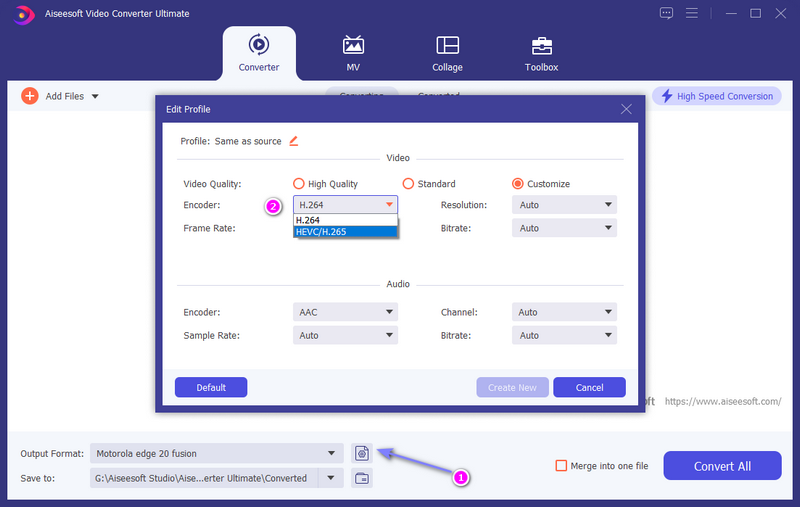 Aiseesoft Video Converter Ultimate
Converter
MV
Collage
Toolbox
Add Files
Converting
Converted
High Speed Conversion
Edit Profile
Profile: Same as source
Video
Video Quality:
High Quality
Standard
Customize
2
Encoder:
H.264
Resolution:
Auto
H.264
Frame Rate:
HEVC/H.265
Bitrate:
Auto
Audio
Encoder:
AAC
Channel:
Auto
Sample Rate:
Auto
Bitrate:
Auto
Default
Create New
Cancel
https://www.aiseesoft.com/
Output Format:
Motorola edge 20 fusion
1
Merge into one file
Convert All
Save to:
G:\Aiseesoft Studio\Aise...erter Ultimate\Converted